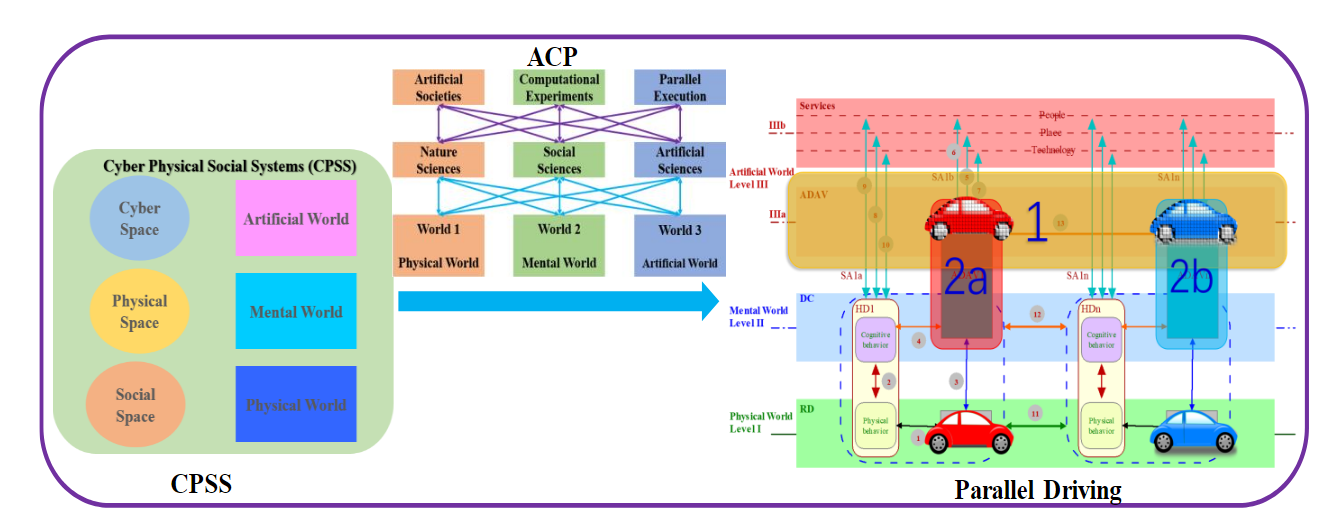 Cyber Physical Social Systems (CPSS)
Cyber
Space
Artificial World
Physical
Space
Mental World
Social
Space
Physical World
CPSS
ACP
Artificial
Societies
Computational
Experiments
Parallel
Execution
Nature
Sciences
Social
Sciences
Artificial
Sciences
World 1
Physical World
World 2
Mental World
World 3
Artificial World
Services
People
IIIb
Place
Technology
6
Artificial World
Level III
SA1b
SAIn
9
8
7
ADAV
IIIa
8
1
13
10
SA1a
SAIn
2a
2b
DC
Mental World
Level II
HD1
HDn
12
Cognitive
behavior
Cognitive
behavior
4
2
3
RD
Physical World
Level I
11
Physical
behavior
Physical
behavior
1
Parallel Driving